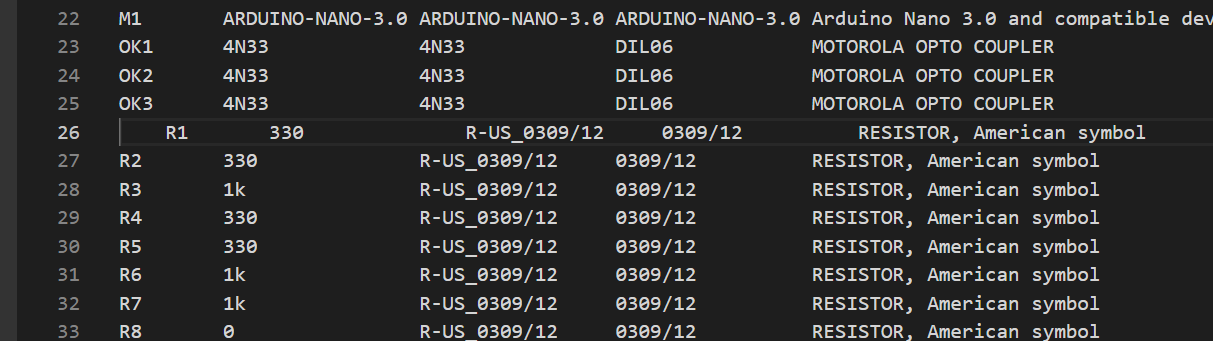 22 M1 ARDUINO-NANO-3.0 ARDUINO-NANO-3.0 ARDUINO-NANO-3.0 Arduino Nano 3.0 and compatible dev
23 OK1 4N33 4N33 DIL06 MOTOROLA OPTO COUPLER
24 OK2 4N33 4N33 DIL06 MOTOROLA OPTO COUPLER
25 OK3 4N33 4N33 DIL06 MOTOROLA OPTO COUPLER
26 R1 330 R-US_0309/12 0309/12 RESISTOR, American symbol
27 R2 330 R-US_0309/12 0309/12 RESISTOR, American symbol
28 R3 1k R-US_0309/12 0309/12 RESISTOR, American symbol
29 R4 330 R-US_0309/12 0309/12 RESISTOR, American symbol
30 R5 330 R-US_0309/12 0309/12 RESISTOR, American symbol
31 R6 1k R-US_0309/12 0309/12 RESISTOR, American symbol
32 R7 1k R-US_0309/12 0309/12 RESISTOR, American symbol
33 R8 0 R-US_0309/12 0309/12 RESISTOR, American symbol